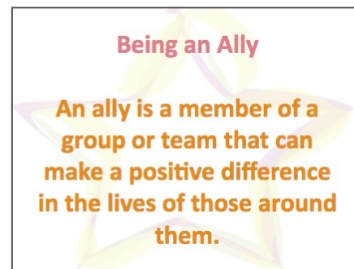 Being an Ally
An ally is a member of a
group or team that can
make a positive difference
in the lives of those around
them.